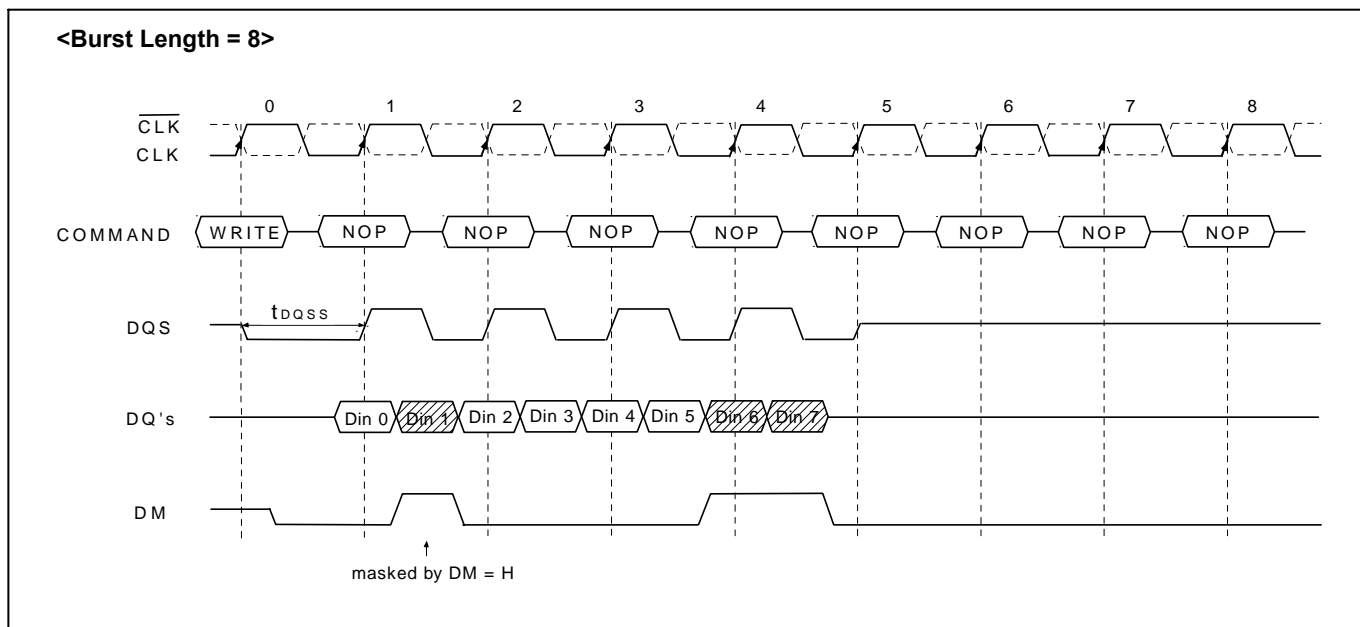 <Burst Length = 8>
0 1 2 3 4 5 6 7 8
CLK
CLK
COMMAND WRITE NOP NOP NOP NOP NOP NOP NOP NOP
tDQSS
DQS
DQ's Din 0 Din 1 Din 2 Din 3 Din 4 Din 5 Din 6 Din 7
DM
masked by DM = H